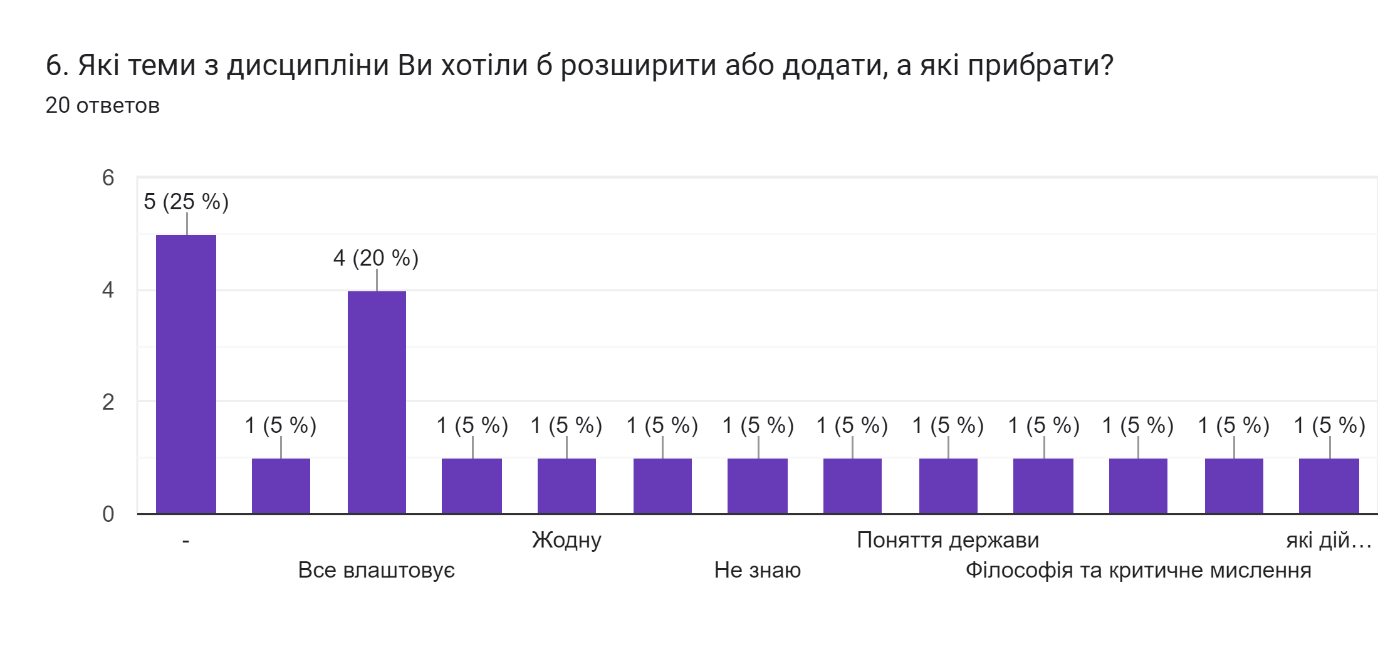 6. Які теми з дисципліни Ви хотіли б розширити або додати, а які прибрати?
20 ответов
6
5 (25 %)
4 (20 %)
4
2
1 (5 %)
1 (5 %)
1 (5 %)
1 (5 %)
1 (5 %)
1 (5 %)
1 (5 %)
1 (5 %)
1 (5 %)
1 (5 %)
1 (5 %)
0
-
Жодну
Поняття держави
які дій…
Все влаштовує
Не знаю
Філософія та критичне мислення